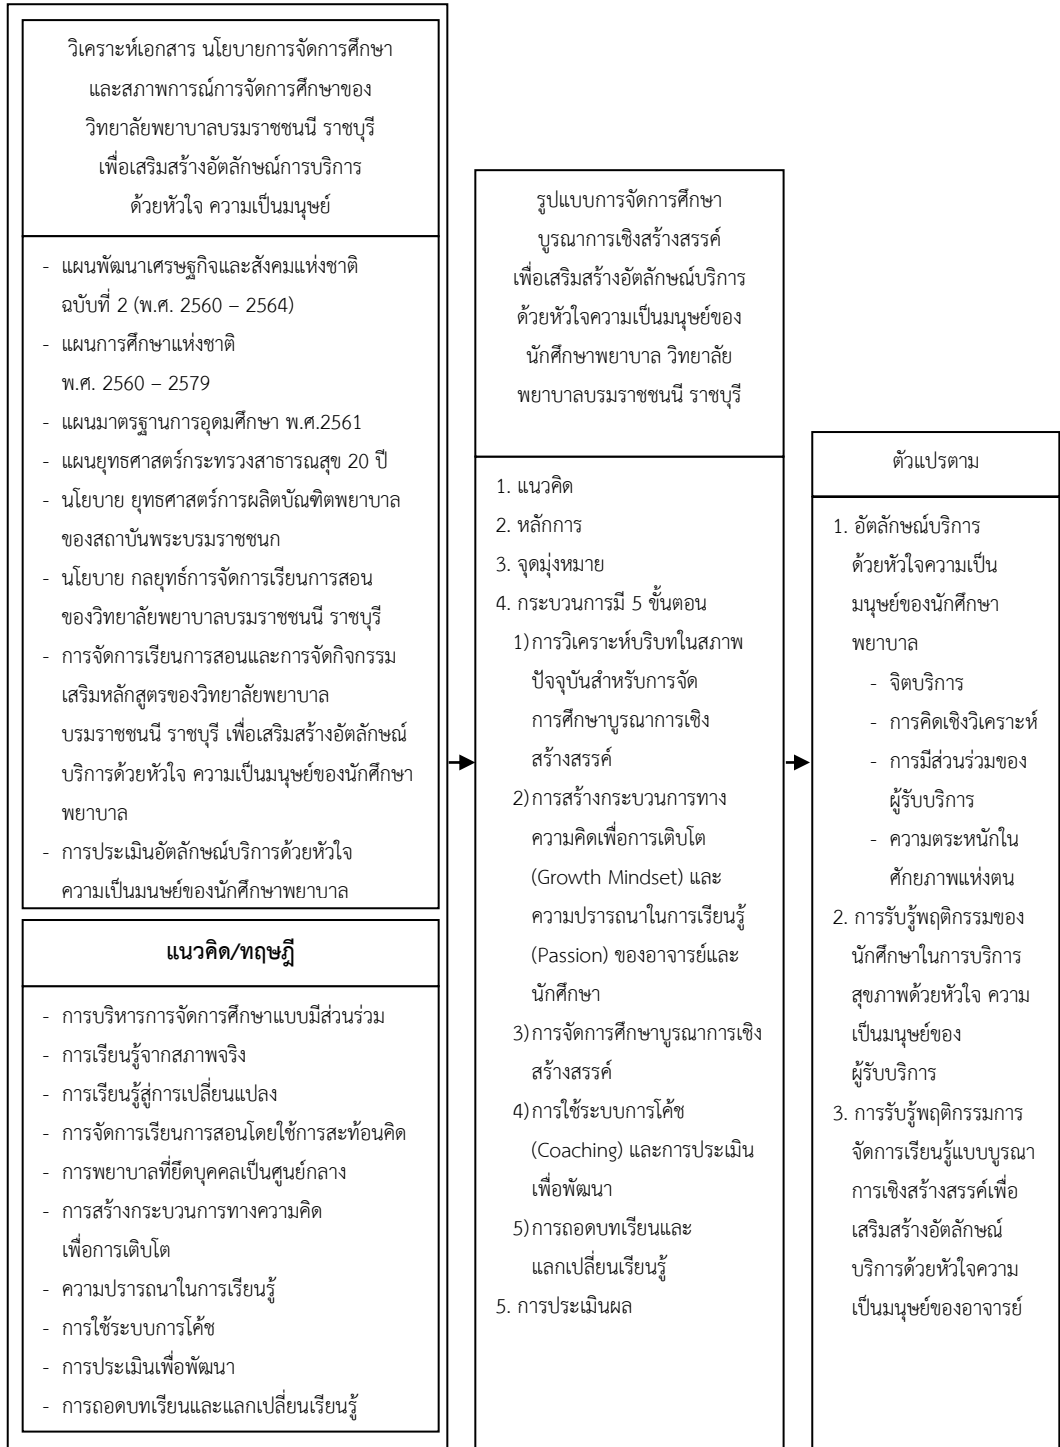 วิเคราะห์เอกสาร นโยบายการจัดการศึกษา
และสภาพการณ์การจัดการศึกษาของ
วิทยาลัยพยาบาลบรมราชชนนี ราชบุรี
เพื่อเสริมสร้างอัตลักษณ์การบริการ
ด้วยหัวใจ ความเป็นมนุษย์
- แผนพัฒนาเศรษฐกิจและสังคมแห่งชาติ
ฉบับที่ 2 (พ.ศ. 2560 – 2564)
- แผนการศึกษาแห่งชาติ
พ.ศ. 2560 – 2579
- แผนมาตรฐานการอุดมศึกษา พ.ศ.2561
- แผนยุทธศาสตร์กระทรวงสาธารณสุข 20 ปี
- นโยบาย ยุทธศาสตร์การผลิตบัณฑิตพยาบาล
ของสถาบันพระบรมราชชนก
- นโยบาย กลยุทธ์การจัดการเรียนการสอน
ของวิทยาลัยพยาบาลบรมราชชนนี ราชบุรี
- การจัดการเรียนการสอนและการจัดกิจกรรม
เสริมหลักสูตรของวิทยาลัยพยาบาล
บรมราชชนนี ราชบุรี เพื่อเสริมสร้างอัตลักษณ์
บริการด้วยหัวใจ ความเป็นมนุษย์ของนักศึกษา
พยาบาล
- การประเมินอัตลักษณ์บริการด้วยหัวใจ
ความเป็นมนุษย์ของนักศึกษาพยาบาล
แนวคิด/ทฤษฎี
- การบริหารการจัดการศึกษาแบบมีส่วนร่วม
- การเรียนรู้จากสภาพจริง
- การเรียนรู้สู่การเปลี่ยนแปลง
- การจัดการเรียนการสอนโดยใช้การสะท้อนคิด
- การพยาบาลที่ยึดบุคคลเป็นศูนย์กลาง
- การสร้างกระบวนการทางความคิด
เพื่อการเติบโต
- ความปรารถนาในการเรียนรู้
- การใช้ระบบการโค้ช
- การประเมินเพื่อพัฒนา
- การถอดบทเรียนและแลกเปลี่ยนเรียนรู้
รูปแบบการจัดการศึกษา
บูรณาการเชิงสร้างสรรค์
เพื่อเสริมสร้างอัตลักษณ์บริการ
ด้วยหัวใจความเป็นมนุษย์ของ
นักศึกษาพยาบาล วิทยาลัย
พยาบาลบรมราชชนนี ราชบุรี
1. แนวคิด
2. หลักการ
3. จุดมุ่งหมาย
4. กระบวนการมี 5 ขั้นตอน
1)การวิเคราะห์บริบทในสภาพ
ปัจจุบันสำหรับการจัด
การศึกษาบูรณาการเชิง
สร้างสรรค์
2)การสร้างกระบวนการทาง
ความคิดเพื่อการเติบโต
(Growth Mindset) และ
ความปรารถนาในการเรียนรู้
(Passion) ของอาจารย์และ
นักศึกษา
3)การจัดการศึกษาบูรณาการเชิง
สร้างสรรค์
4)การใช้ระบบการโค้ช
(Coaching) และการประเมิน
เพื่อพัฒนา
5)การถอดบทเรียนและ
แลกเปลี่ยนเรียนรู้
5. การประเมินผล
ตัวแปรตาม
1. อัตลักษณ์บริการ
ด้วยหัวใจความเป็น
มนุษย์ของนักศึกษา
พยาบาล
- จิตบริการ
- การคิดเชิงวิเคราะห์
- การมีส่วนร่วมของ
ผู้รับบริการ
- ความตระหนักใน
ศักยภาพแห่งตน
2. การรับรู้พฤติกรรมของ
นักศึกษาในการบริการ
สุขภาพด้วยหัวใจ ความ
เป็นมนุษย์ของ
ผู้รับบริการ
3. การรับรู้พฤติกรรมการ
จัดการเรียนรู้แบบบูรณา
การเชิงสร้างสรรค์เพื่อ
เสริมสร้างอัตลักษณ์
บริการด้วยหัวใจความ
เป็นมนุษย์ของอาจารย์